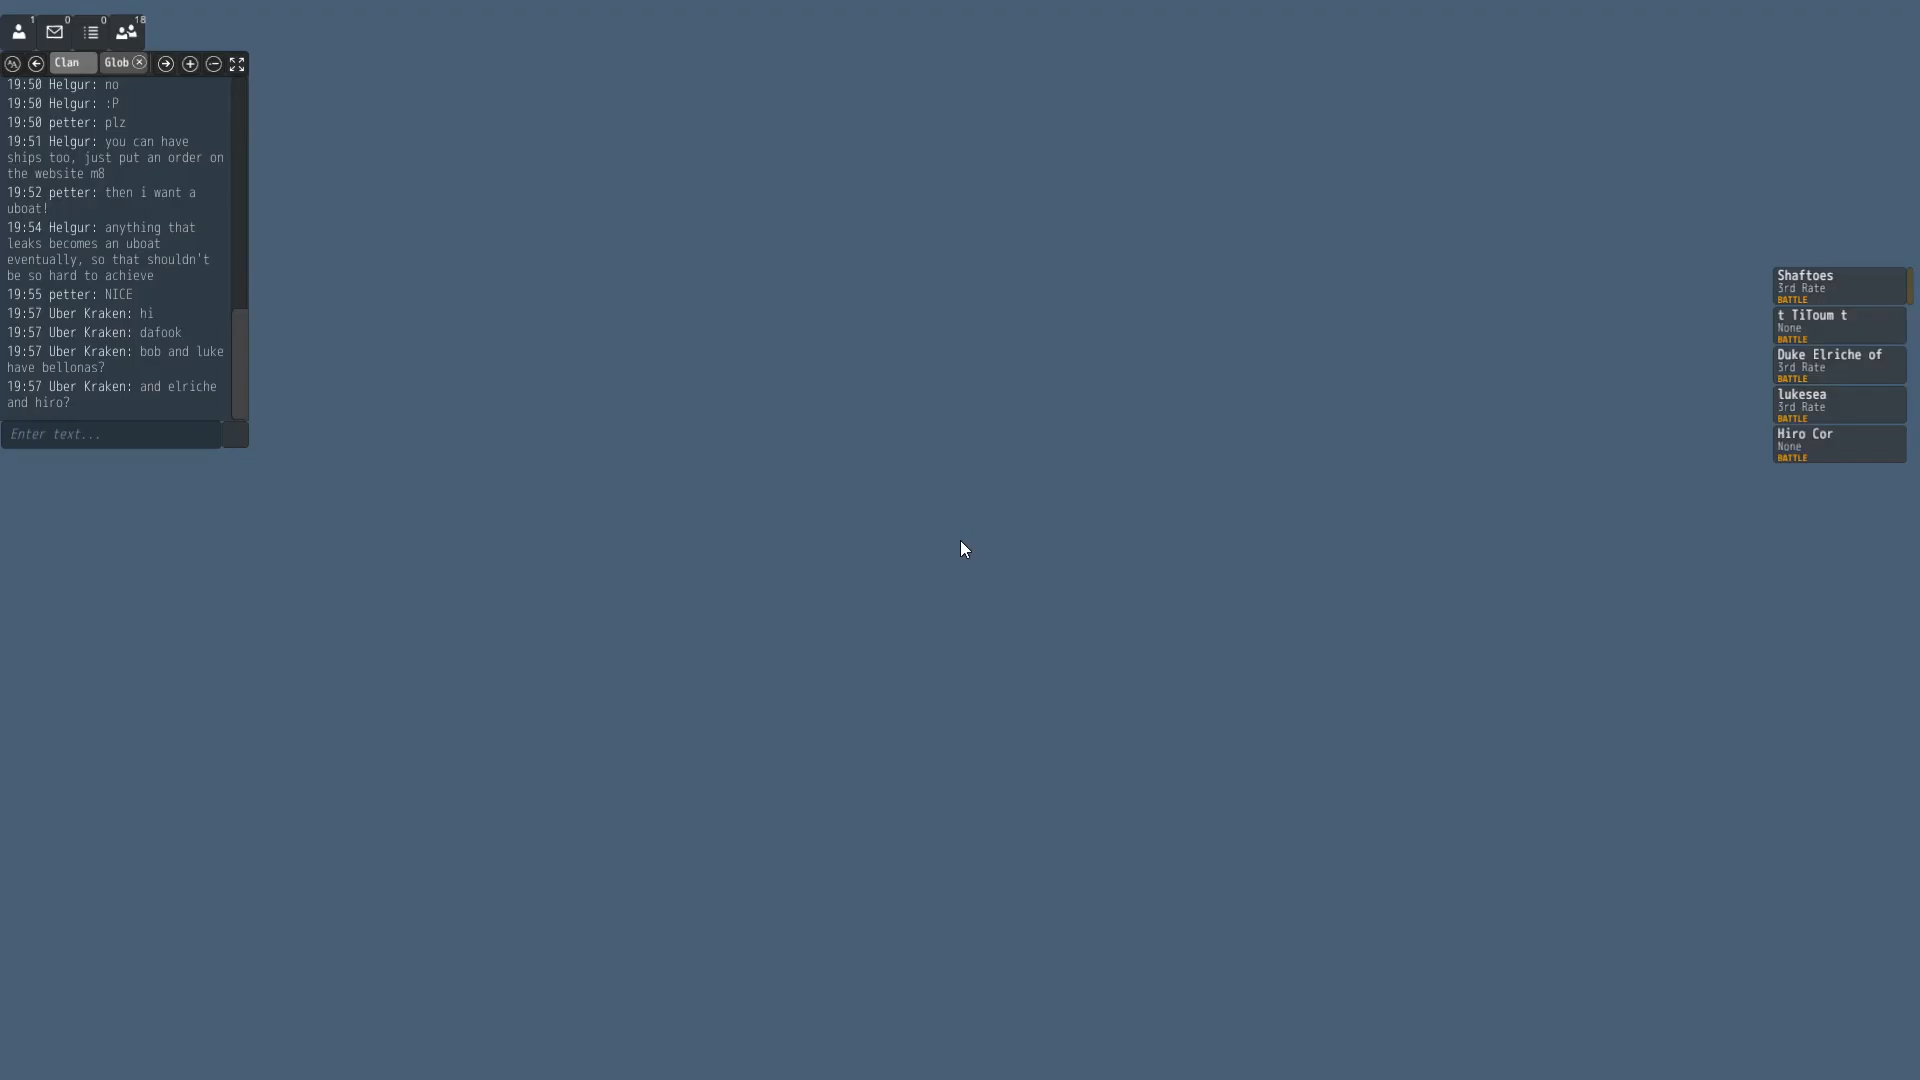 1 0 0 18
Clan Glob
19:50 Helgur: no
19:50 Helgur: :P
19:50 petter: plz
19:51 Helgur: you can have
ships too, just put an order on
the website m8
19:52 petter: then i want a
uboat!
19:54 Helgur: anything that
leaks becomes an uboat
eventually, so that shouldn't
be so hard to achieve
19:55 petter: NICE
19:57 Uber Kraken: hi
19:57 Uber Kraken: dafook
19:57 Uber Kraken: bob and luke
have bellonas?
19:57 Uber Kraken: and elriche
and hiro?
Enter text...
Shaftoes
3rd Rate
BATTLE
t TiToum t
None
BATTLE
Duke Elriche of
3rd Rate
BATTLE
lukesea
3rd Rate
BATTLE
Hiro Cor
None
BATTLE